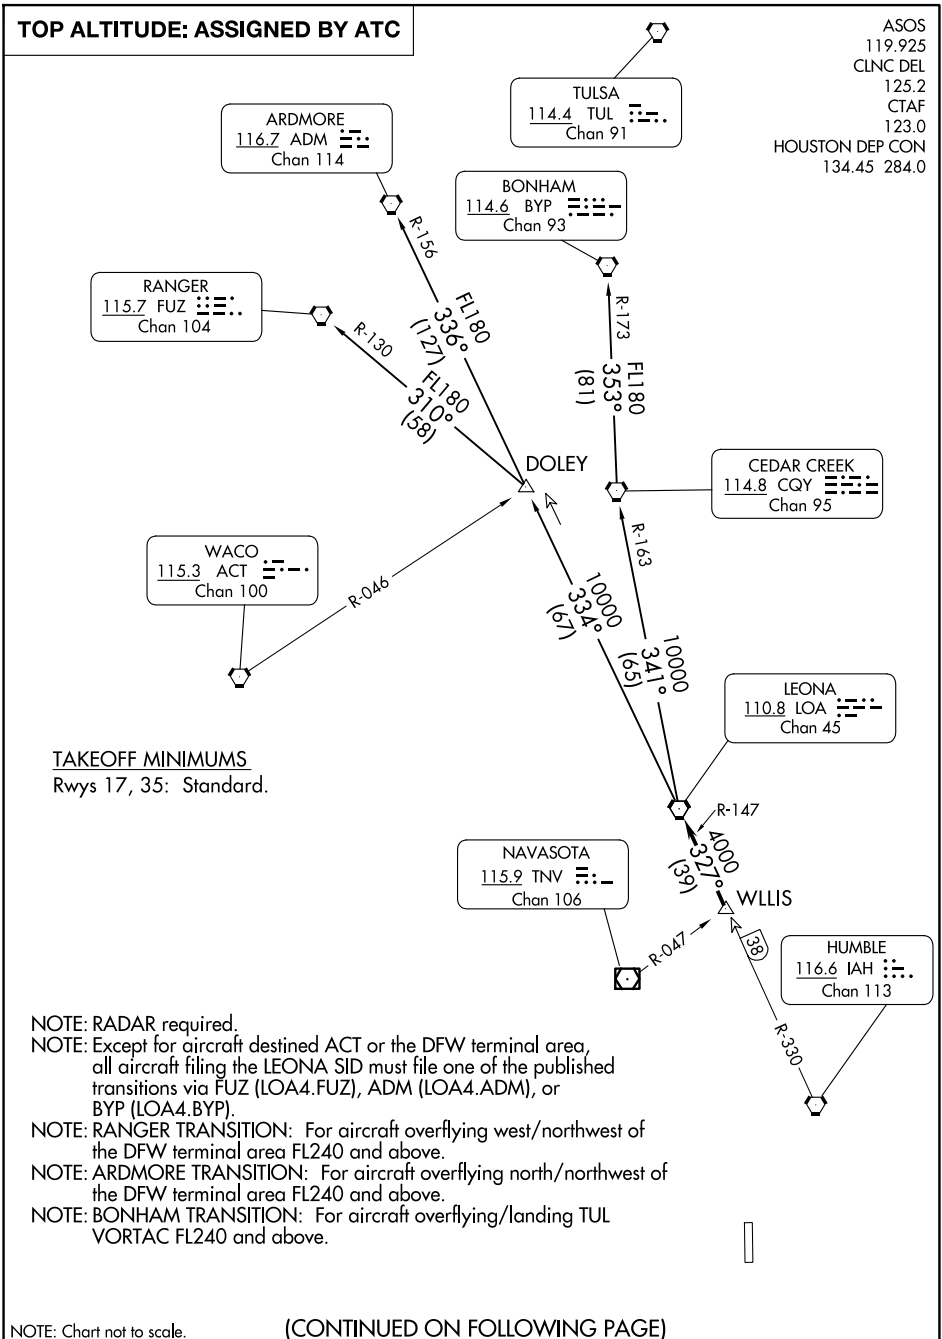 TOP ALTITUDE: ASSIGNED BY ATC
ASOS
119.925
CLNC DEL
125.2
CTAF
123.0
HOUSTON DEP CON
134.45 284.0
TULSA
114.4 TUL
Chan 91
ARDMORE
116.7 ADM
Chan 114
BONHAM
114.6 BYP
Chan 93
RANGER
115.7 FUZ
Chan 104
R-156
R-130
R-173
FL180
336°
(127)
FL180
310°
(58)
FL180
353°
(81)
DOLEY
CEDAR CREEK
114.8 CQY
Chan 95
WACO
115.3 ACT
Chan 100
R-046
R-163
10000
334°
(67)
10000
341°
(65)
LEONA
110.8 LOA
Chan 45
TAKEOFF MINIMUMS
Rwys 17, 35: Standard.
R-147
4000
327°
(39)
NAVASOTA
115.9 TNV
Chan 106
WLLIS
R-047
38
HUMBLE
116.6 IAH
Chan 113
R-330
NOTE: RADAR required.
NOTE: Except for aircraft destined ACT or the DFW terminal area,
all aircraft filing the LEONA SID must file one of the published
transitions via FUZ (LOA4.FUZ), ADM (LOA4.ADM), or
BYP (LOA4.BYP).
NOTE: RANGER TRANSITION: For aircraft overflying west/northwest of
the DFW terminal area FL240 and above.
NOTE: ARDMORE TRANSITION: For aircraft overflying north/northwest of
the DFW terminal area FL240 and above.
NOTE: BONHAM TRANSITION: For aircraft overflying/landing TUL
VORTAC FL240 and above.
NOTE: Chart not to scale.
(CONTINUED ON FOLLOWING PAGE)